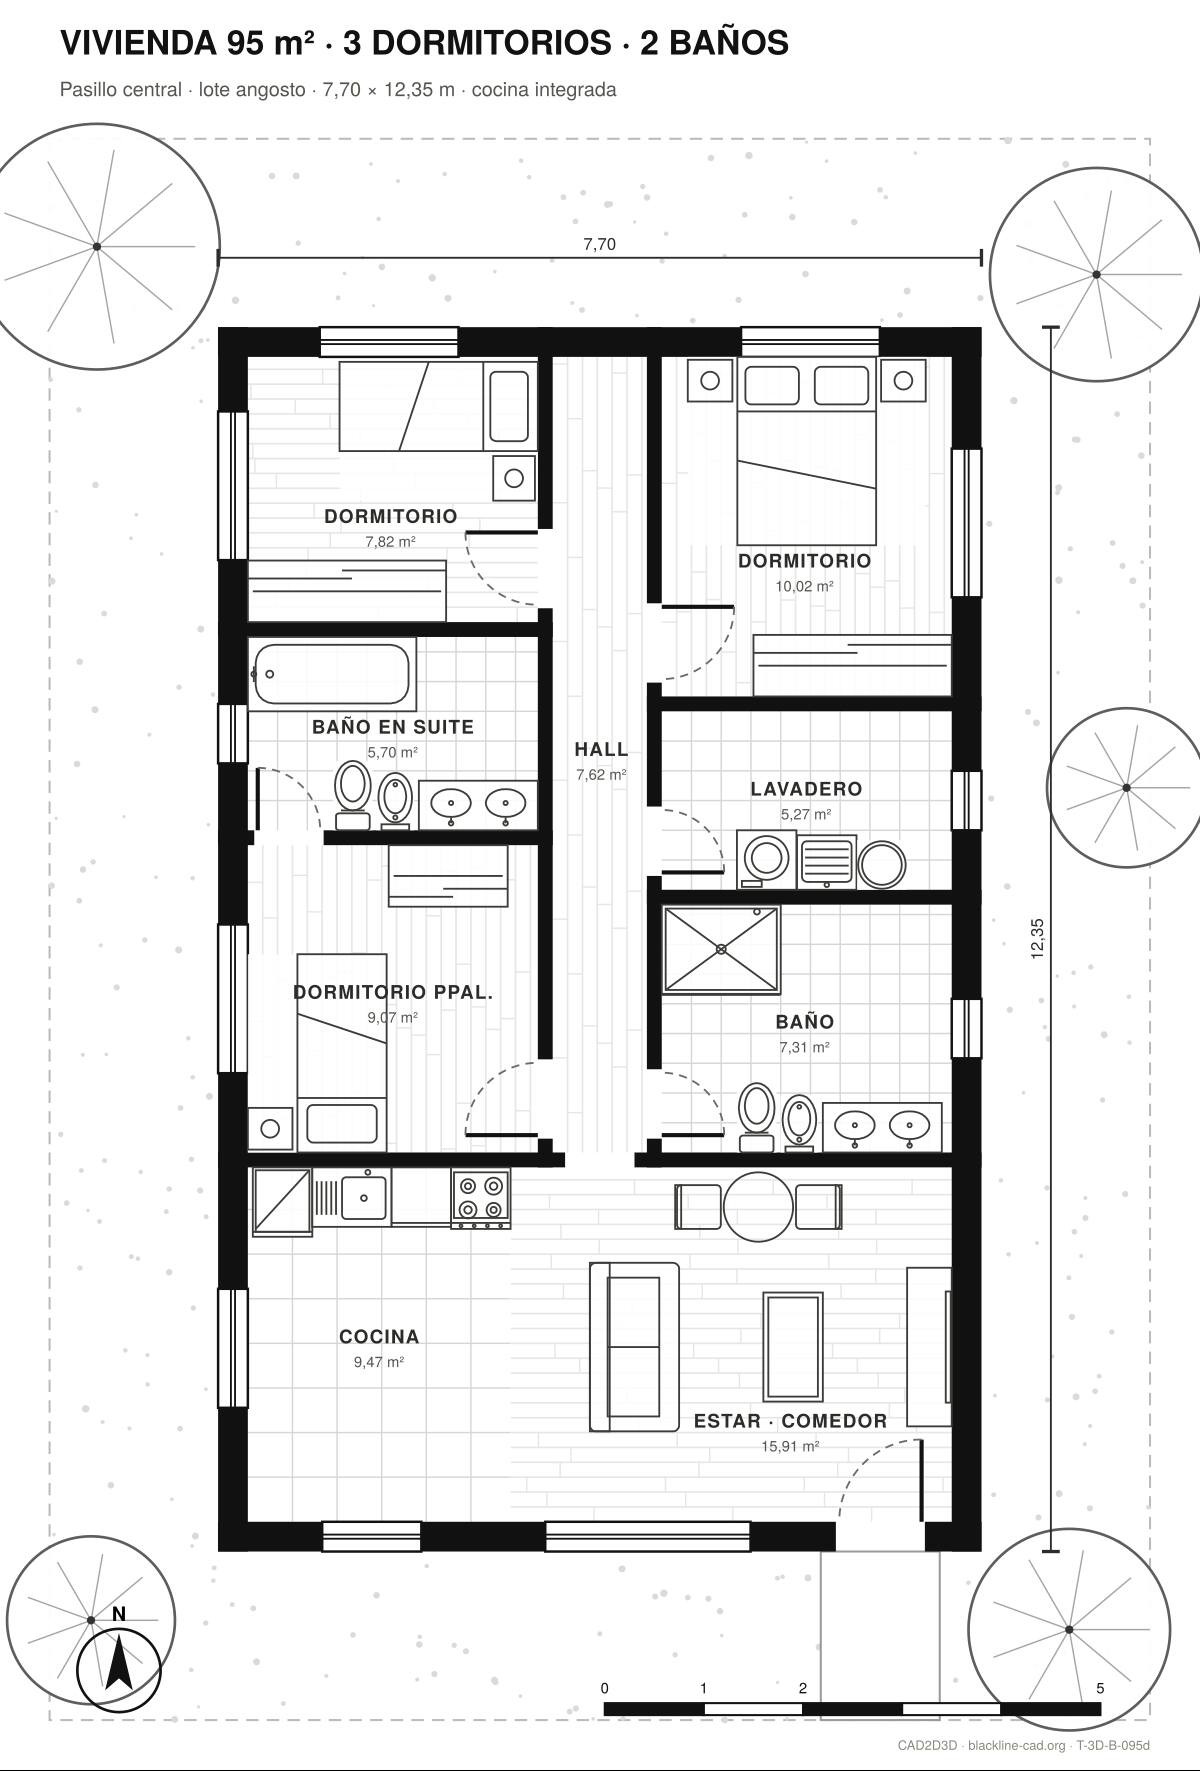 VIVIENDA 95 m² · 3 DORMITORIOS · 2 BAÑOS
Pasillo central · lote angosto · 7,70 × 12,35 m · cocina integrada
7,70
DORMITORIO
7,82 m²
DORMITORIO
10,02 m²
BAÑO EN SUITE
5,70 m²
HALL
7,62 m²
LAVADERO
5,27 m²
12,35
DORMITORIO PPAL.
9,07 m²
BAÑO
7,31 m²
COCINA
9,47 m²
ESTAR · COMEDOR
15,91 m²
N
0 1 2 5
CAD2D3D · blackline-cad.org · T-3D-B-095d